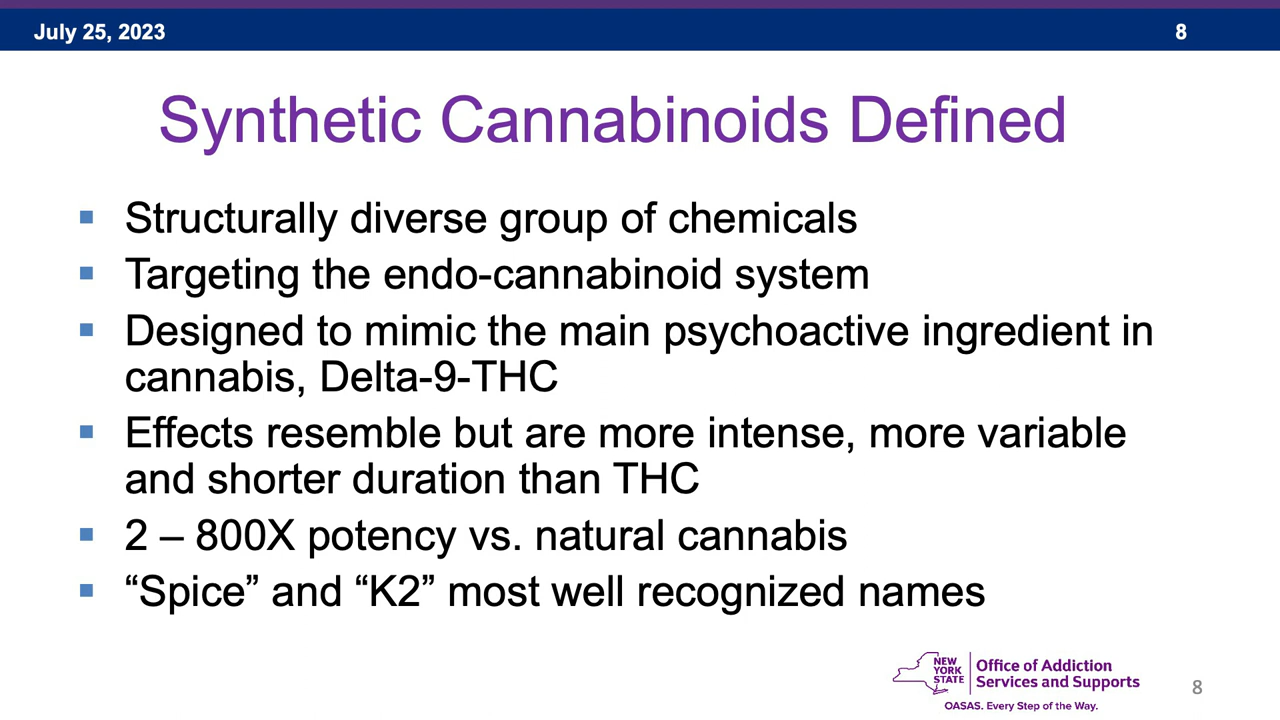 July 25, 2023
8
Synthetic Cannabinoids Defined
▪ Structurally diverse group of chemicals
▪ Targeting the endo-cannabinoid system
▪ Designed to mimic the main psychoactive ingredient in
cannabis, Delta-9-THC
▪ Effects resemble but are more intense, more variable
and shorter duration than THC
▪ 2 – 800X potency vs. natural cannabis
▪ “Spice” and “K2” most well recognized names
NEW
YORK
STATE
Office of Addiction
Services and Supports
OASAS. Every Step of the Way.
8